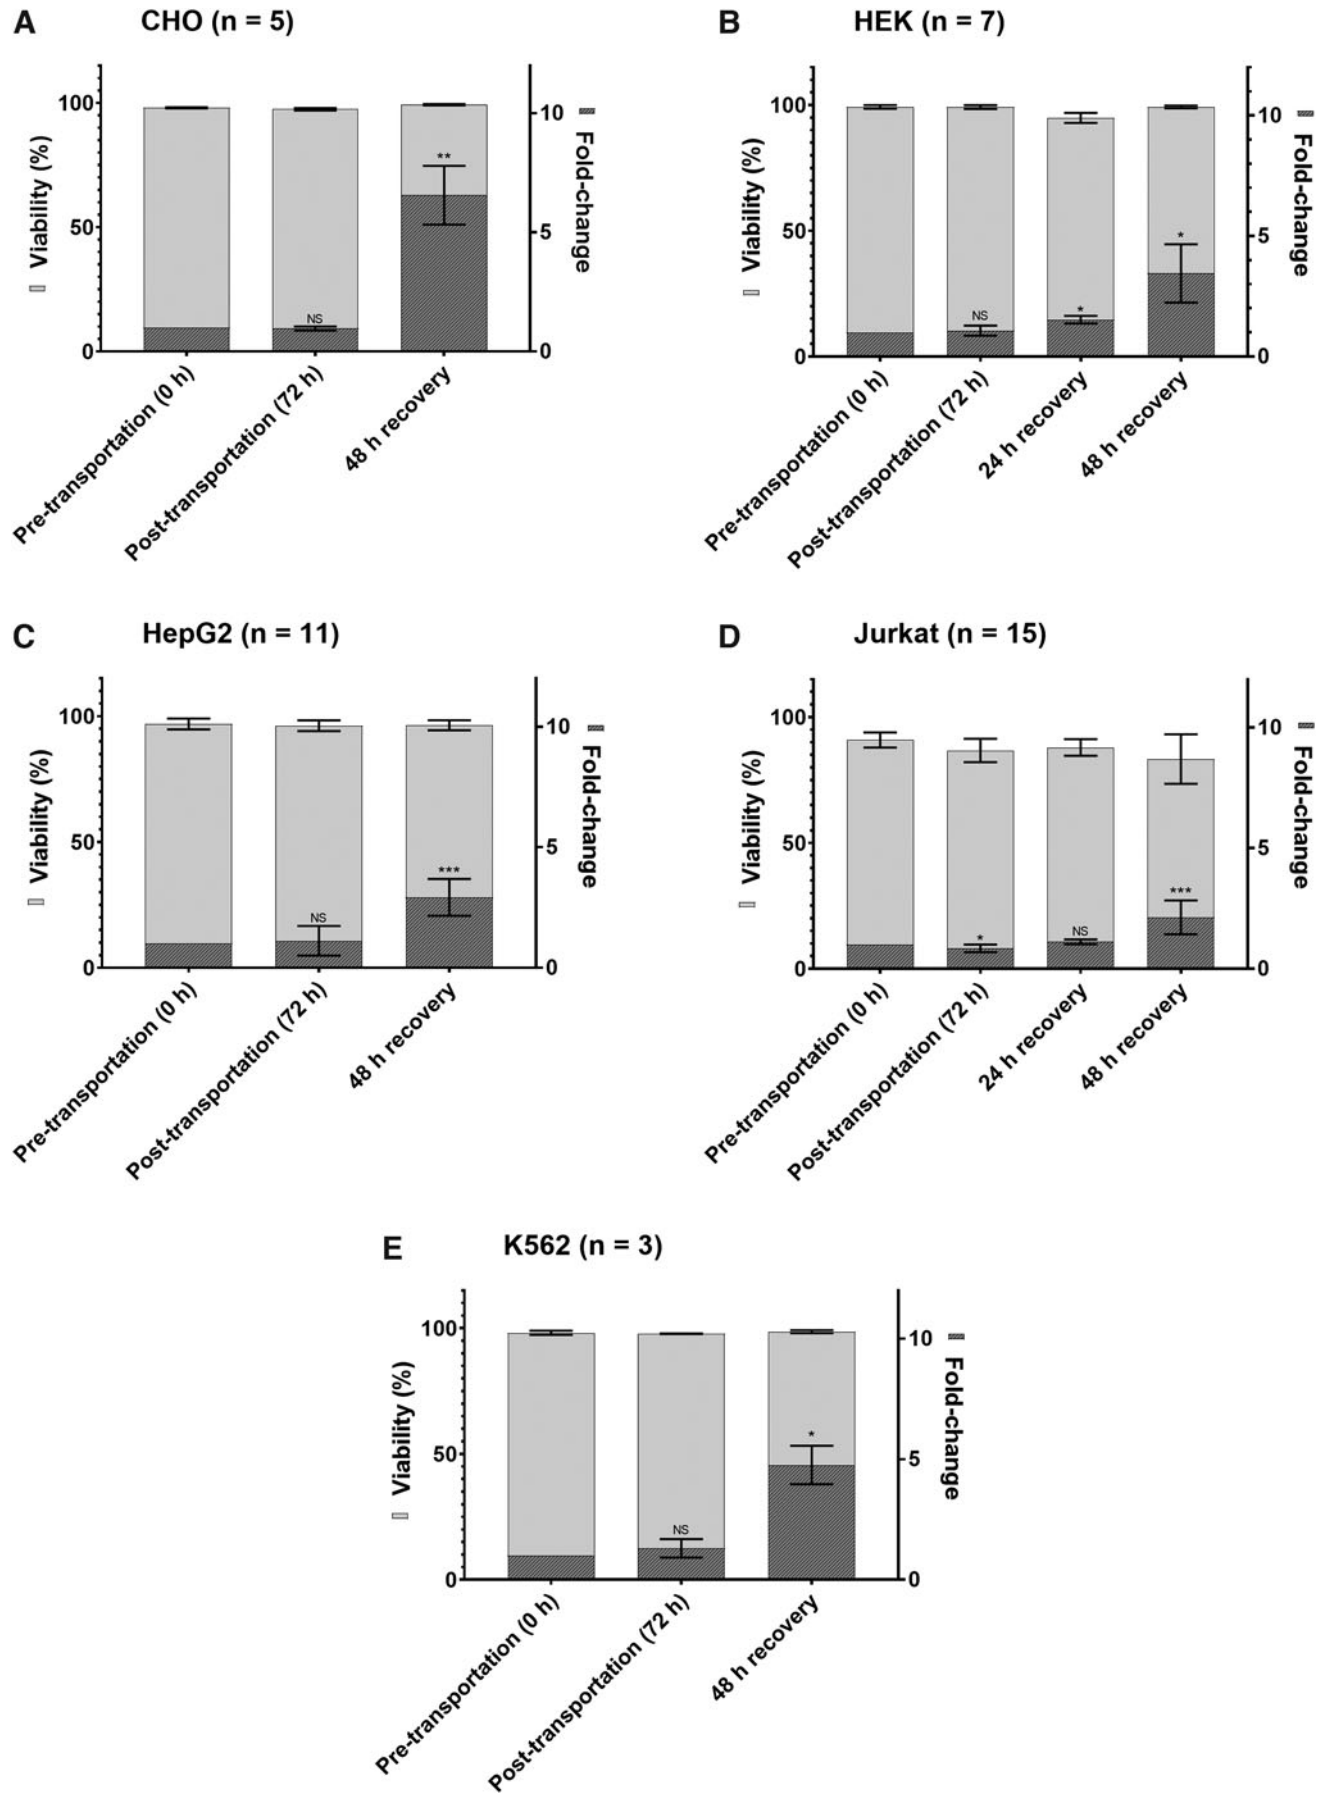 A
CHO (n = 5)
Viability (%)
100
50
0
**
NS
10
5
0
Fold-change
Pre-transportation (0 h)
Post-transportation (72 h)
48 h recovery
B
HEK (n = 7)
Viability (%)
100
50
0
NS
*
*
10
5
0
Fold-change
Pre-transportation (0 h)
Post-transportation (72 h)
24 h recovery
48 h recovery
C
HepG2 (n = 11)
Viability (%)
100
50
0
NS
***
10
5
0
Fold-change
Pre-transportation (0 h)
Post-transportation (72 h)
48 h recovery
D
Jurkat (n = 15)
Viability (%)
100
50
0
*
NS
***
10
5
0
Fold-change
Pre-transportation (0 h)
Post-transportation (72 h)
24 h recovery
48 h recovery
E
K562 (n = 3)
Viability (%)
100
50
0
NS
*
10
5
0
Fold-change
Pre-transportation (0 h)
Post-transportation (72 h)
48 h recovery